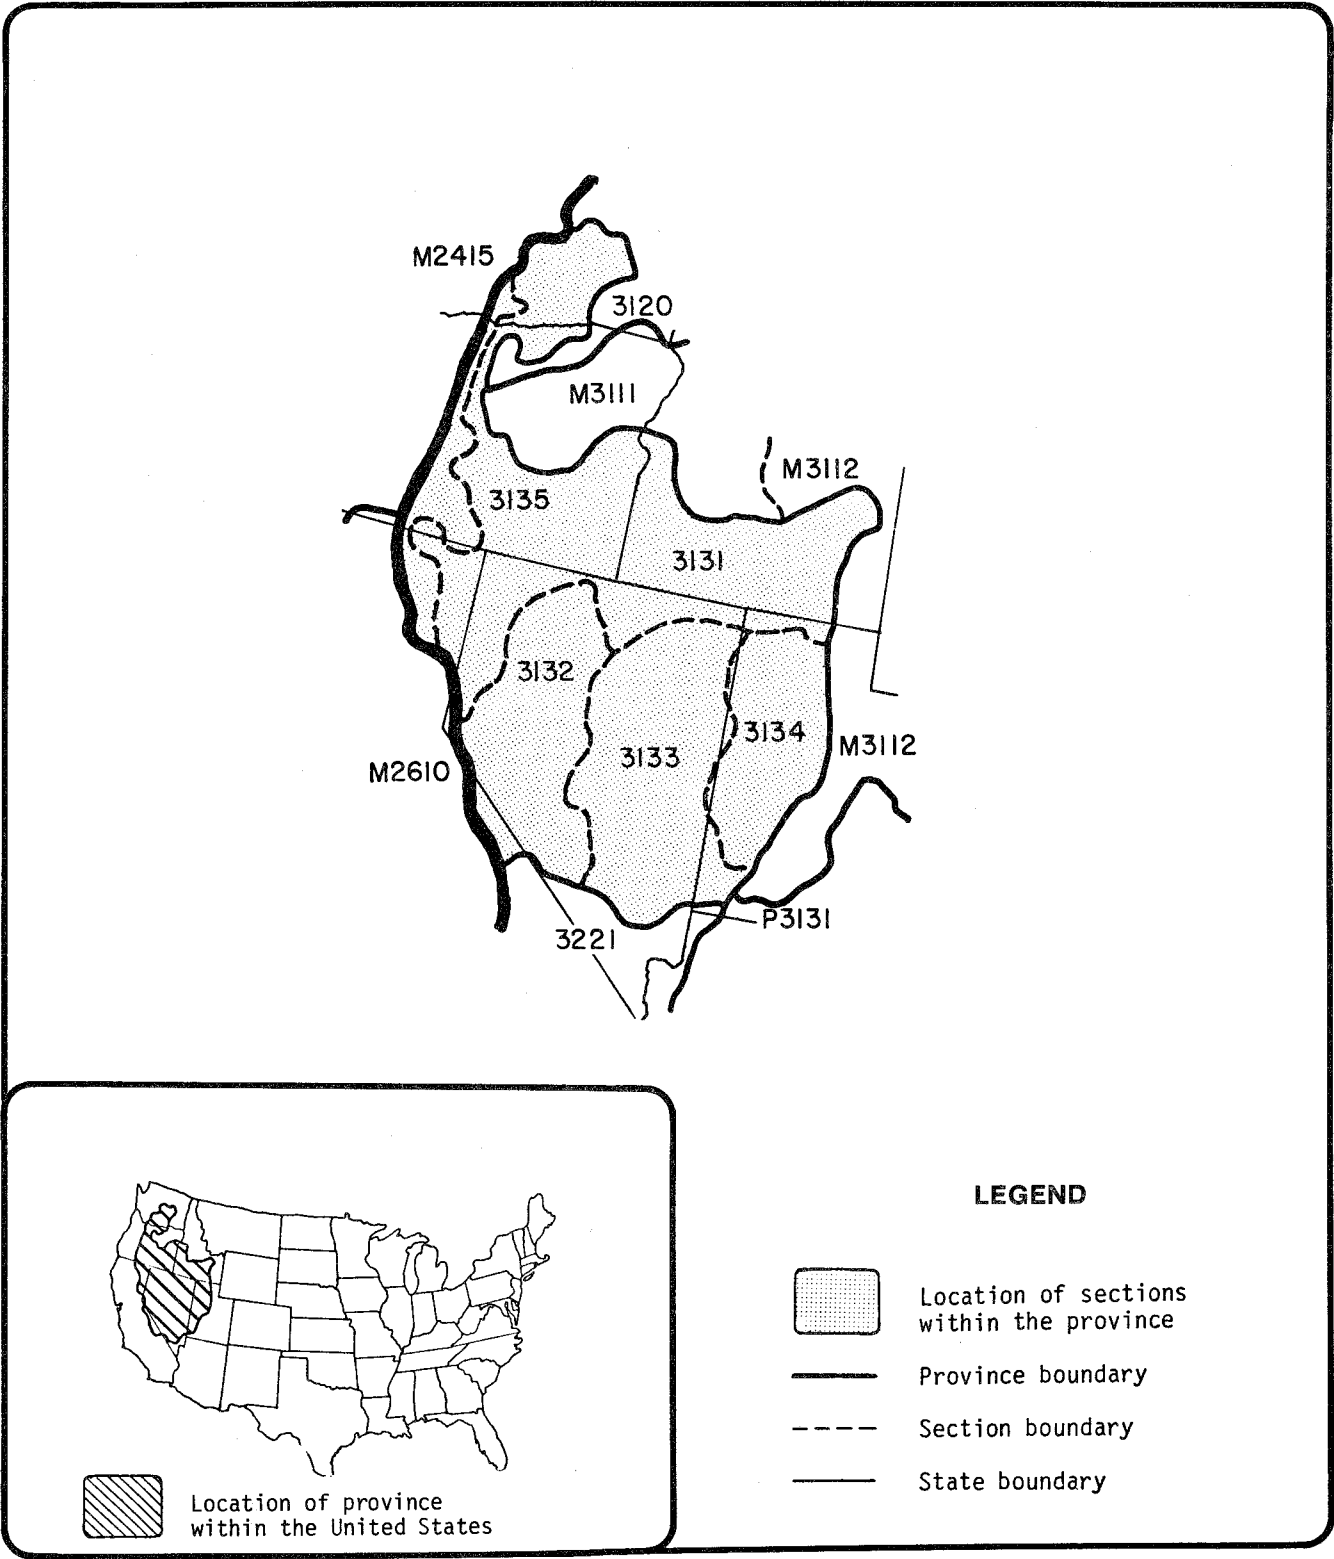 M2415
3120
M3111
M3112
3135
3131
3132
3134
M3112
3133
M2610
P3131
3221
LEGEND
Location of sections
within the province
Province boundary
Section boundary
State boundary
Location of province
within the United States